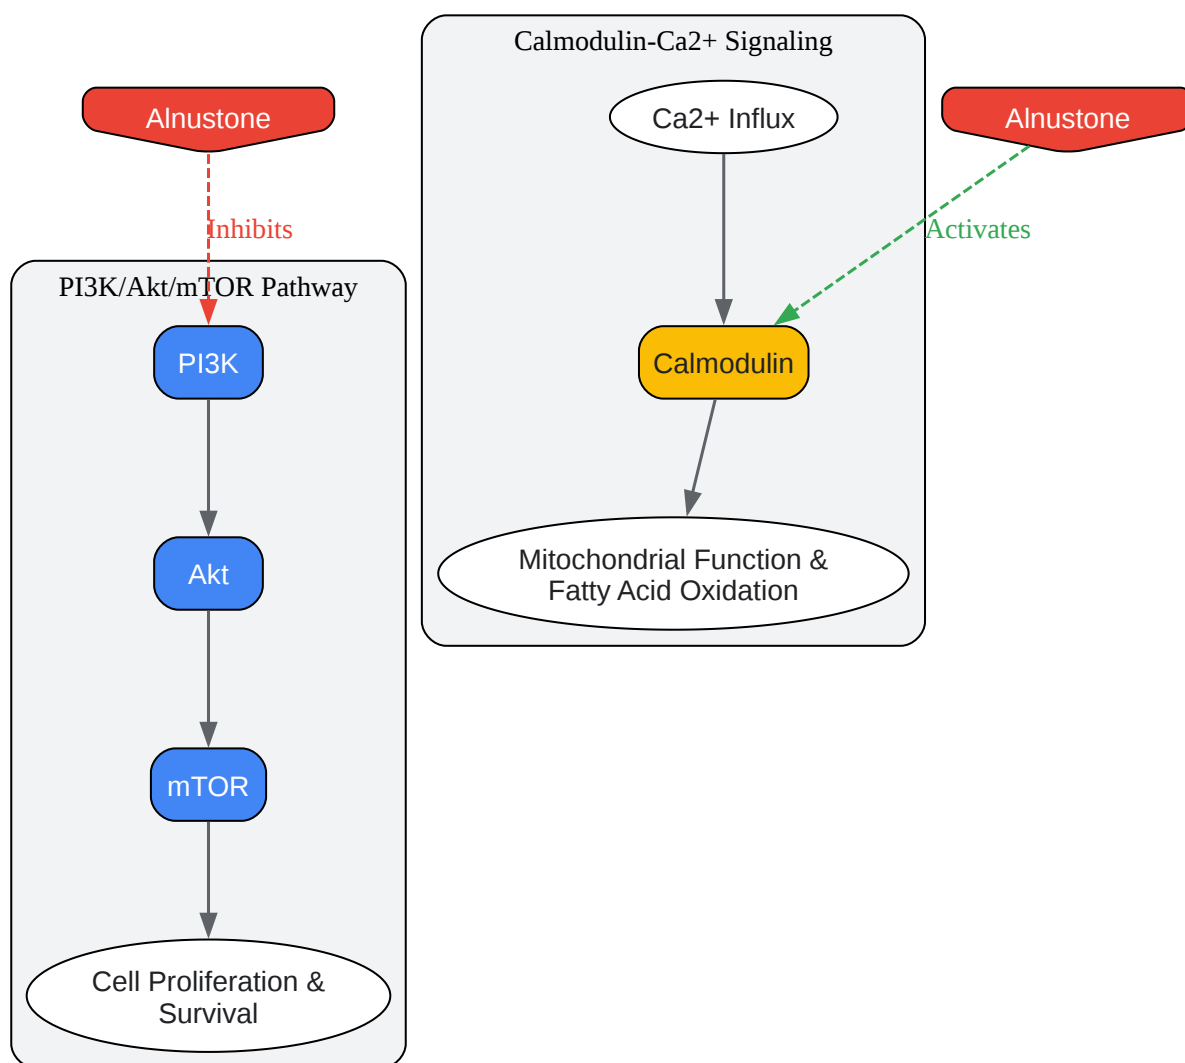 Calmodulin-Ca2+ Signaling
Alnustone
Ca2+ Influx
Alnustone
Inhibits
Activates
PI3K/Akt/mTOR Pathway
PI3K
Calmodulin
Akt
Mitochondrial Function &
Fatty Acid Oxidation
mTOR
Cell Proliferation &
Survival